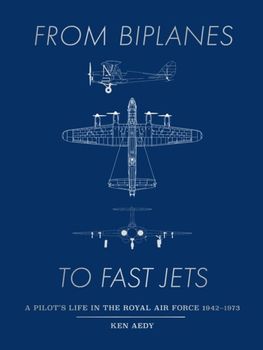 FROM BIPLANES
TO FAST JETS
A PILOT'S LIFE IN THE ROYAL AIR FORCE 1942–1973
KEN AEDY